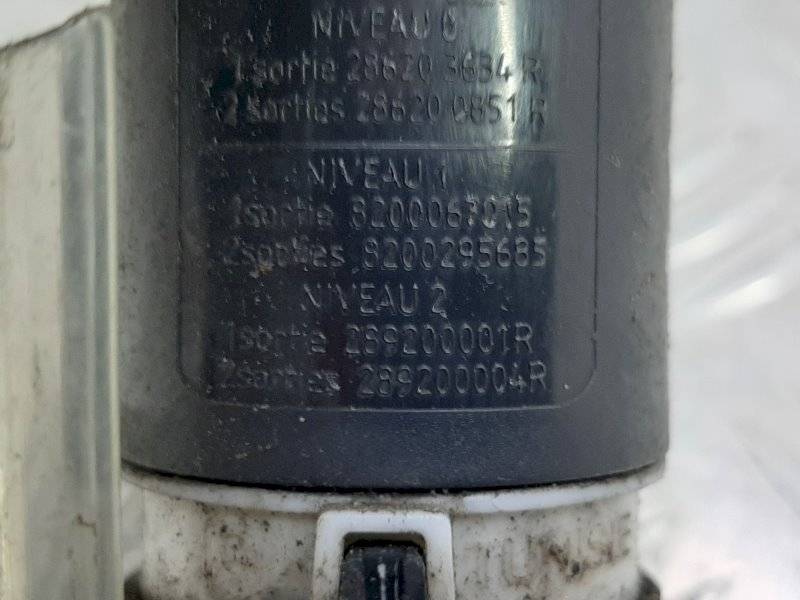 NIVEAU 0
1 sortie 28620 3634 R
2 sorties 28620 0851 R
NIVEAU 1
1sortie 8200067015
2sorties 8200295685
NIVEAU 2
1sortie 289200001R
2sorties 289200004R